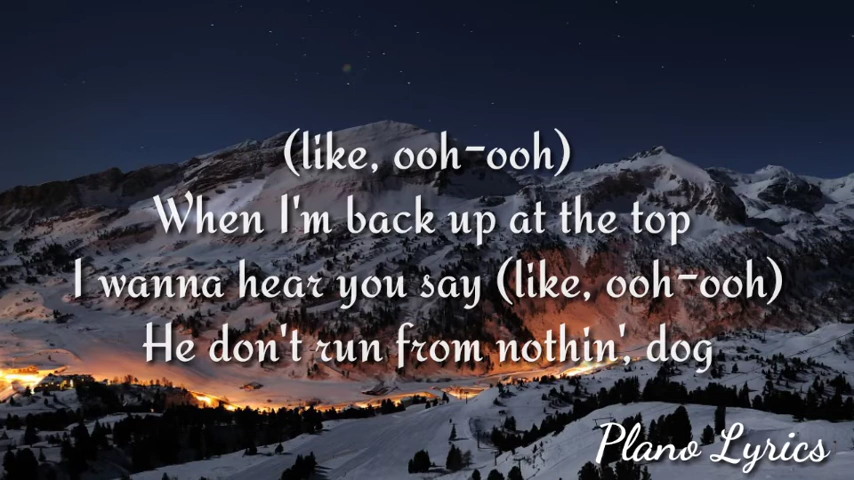 (like, ooh-ooh)
When I'm back up at the top
I wanna hear you say (like, ooh-ooh)
He don't run from nothin', dog
Plano Lyrics